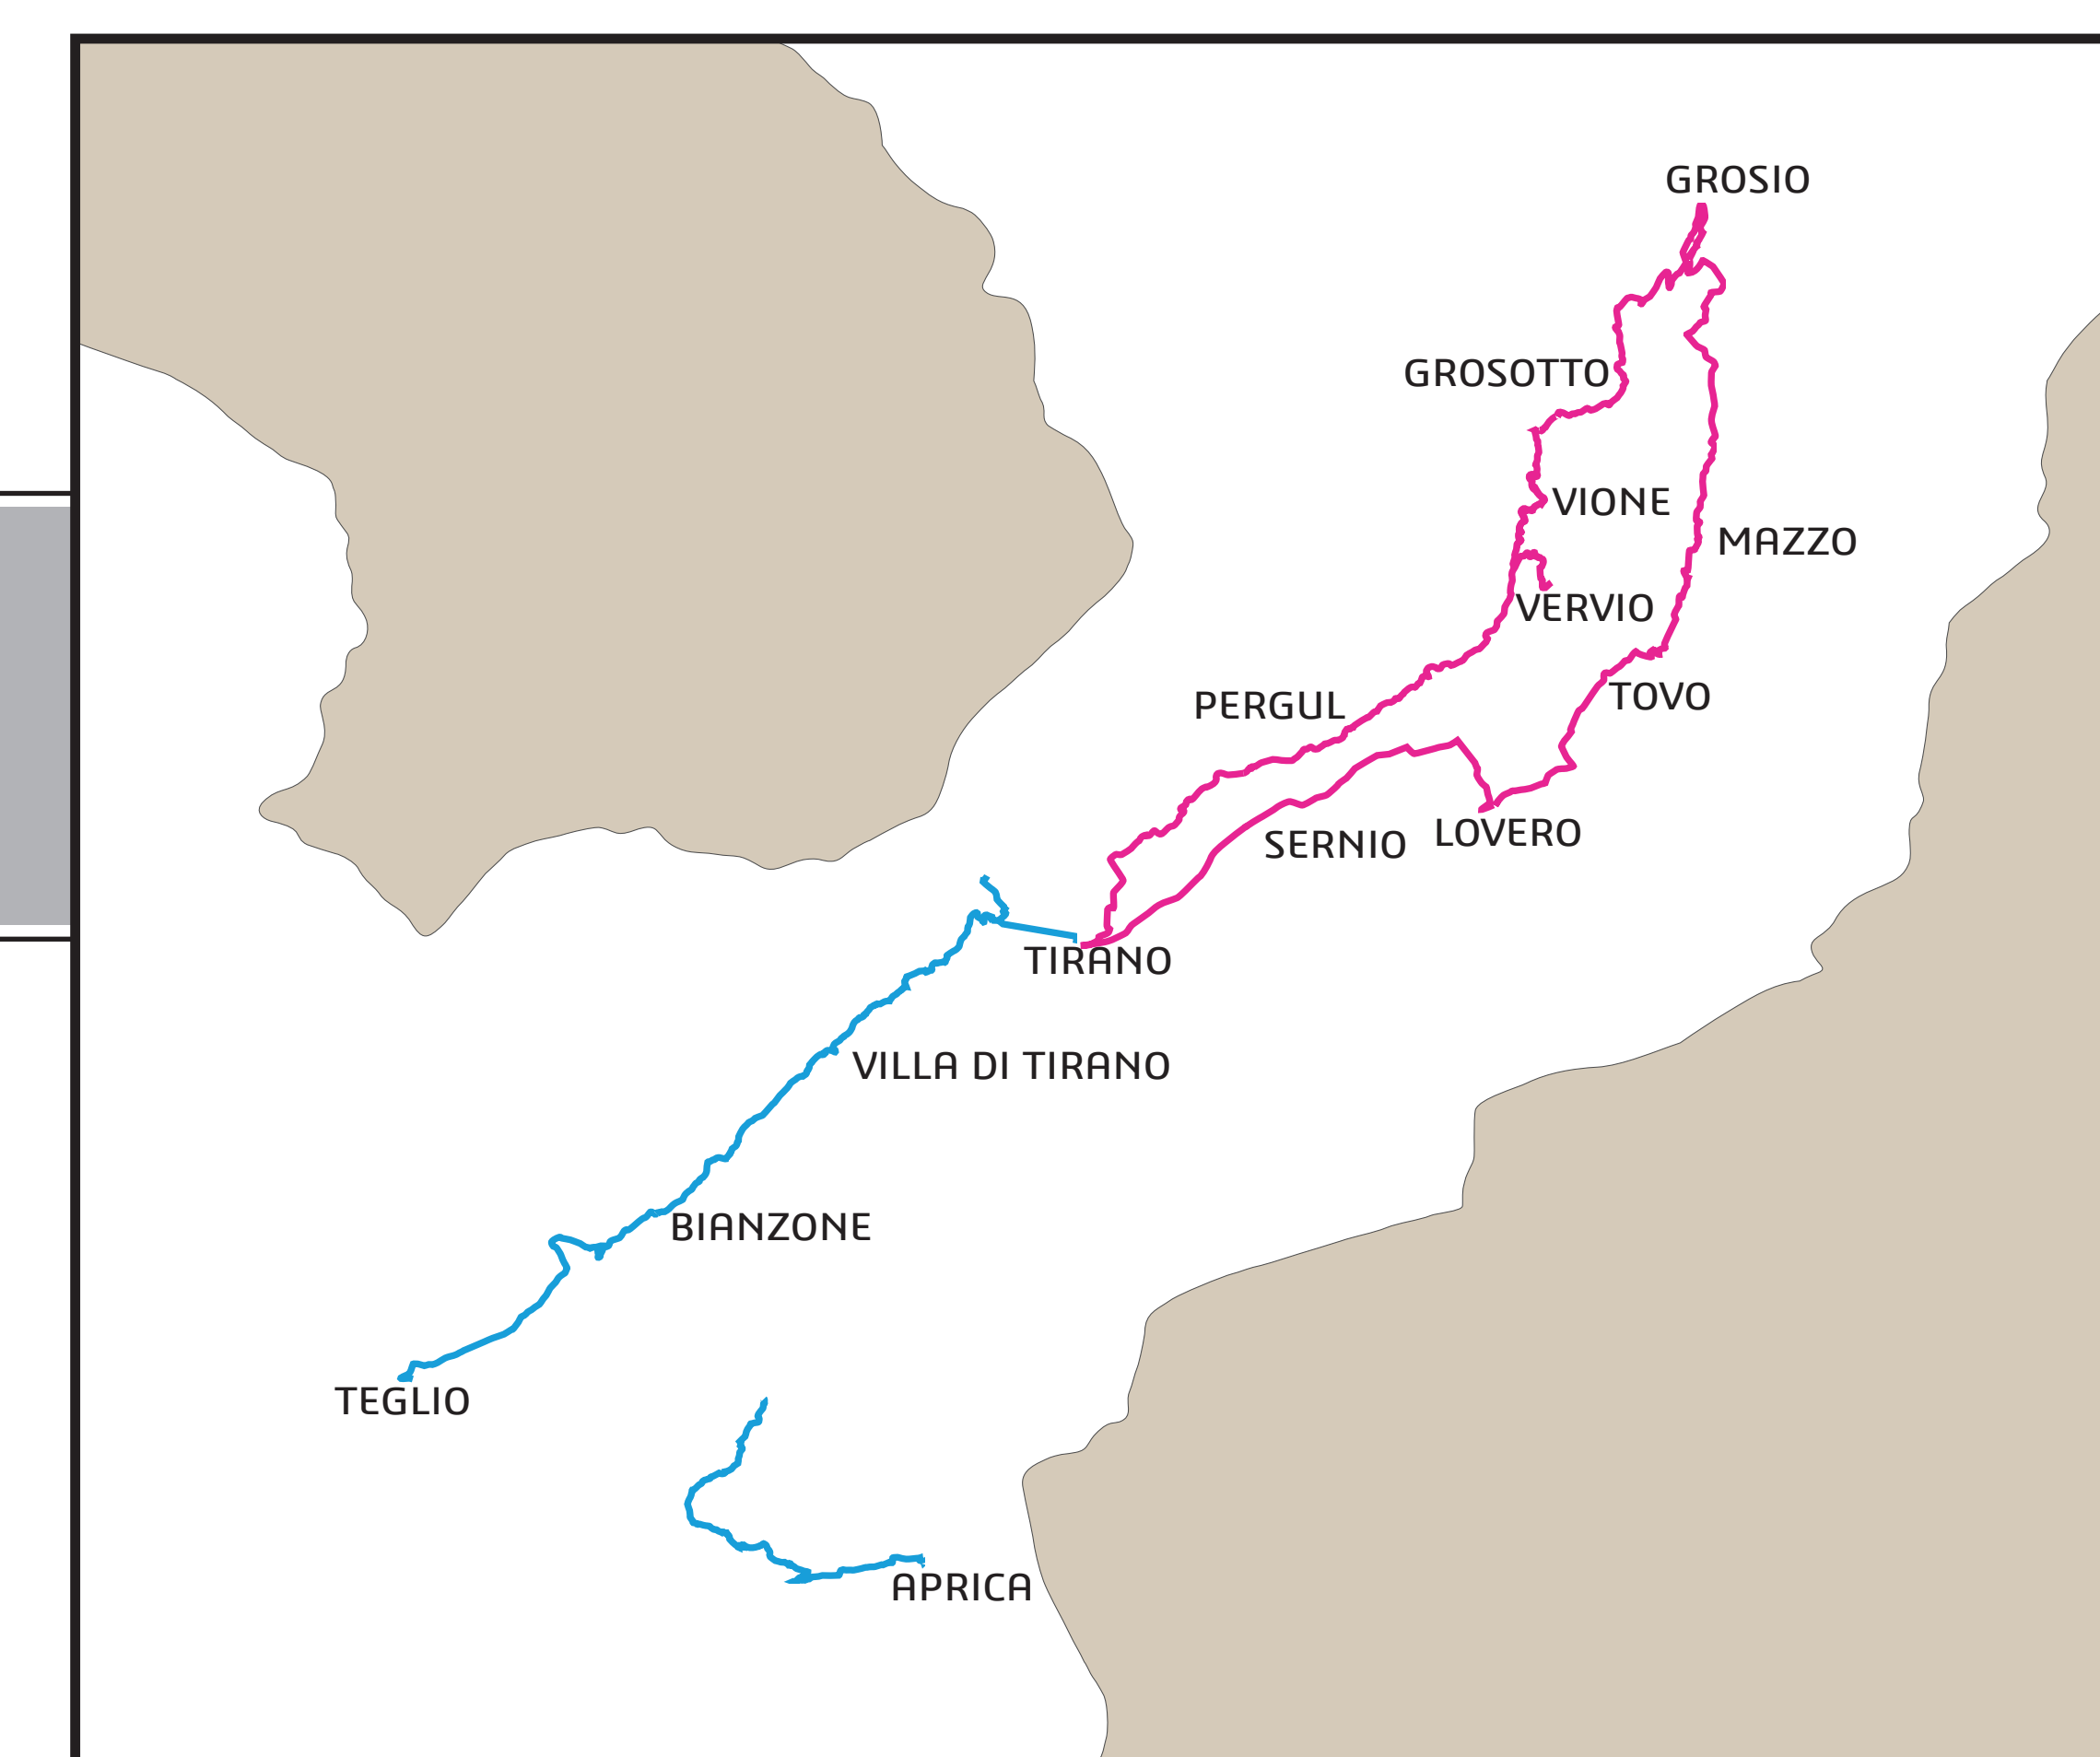 GROSIO
GROSOTTO
VIONE
MAZZO
VERVIO
TOVO
PERGUL
LOVERO
SERNIO
TIRANO
VILLA DI TIRANO
BIANZONE
TEGLIO
APRICA